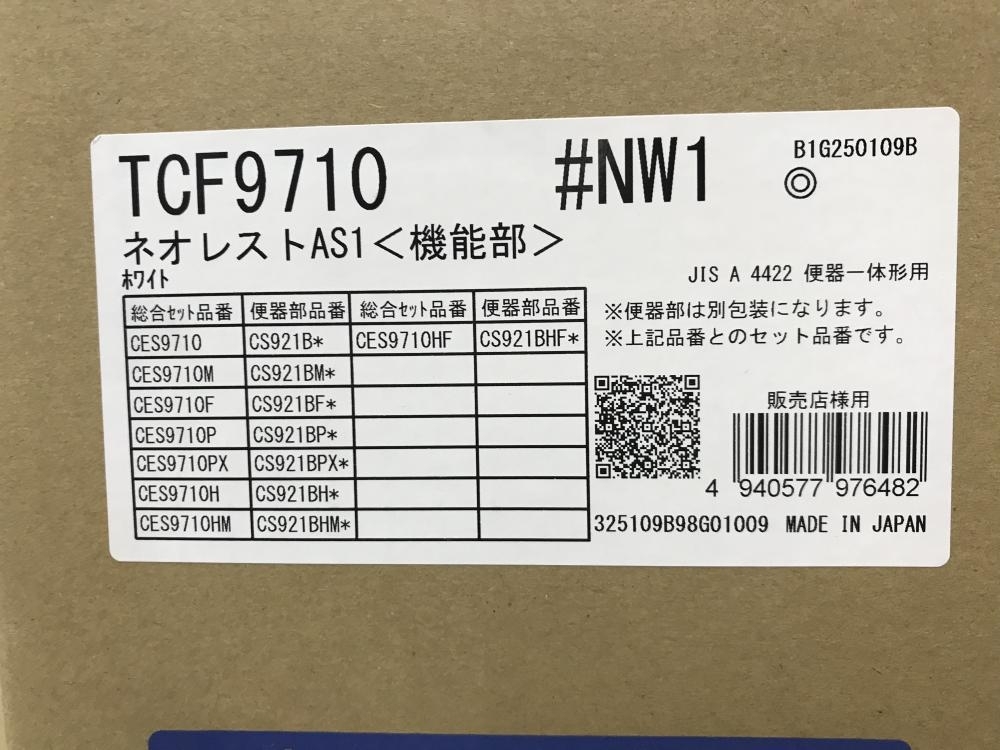 TCF9710 #NW1 B1G250109B
◎
ネオレストAS1＜機能部＞
ﾎﾜｲﾄ
JIS A 4422 便器一体形用
総合ｾｯﾄ品番 便器部品番 総合ｾｯﾄ品番 便器部品番
CES9710 CS921B* CES9710HF CS921BHF*
CES9710M CS921BM*
CES9710F CS921BF*
CES9710P CS921BP*
CES9710PX CS921BPX*
CES9710H CS921BH*
CES9710HM CS921BHM*
※便器部は別包装になります。
※上記品番とのセット品番です。
販売店様用
4 940577 976482
325109B98G01009 MADE IN JAPAN